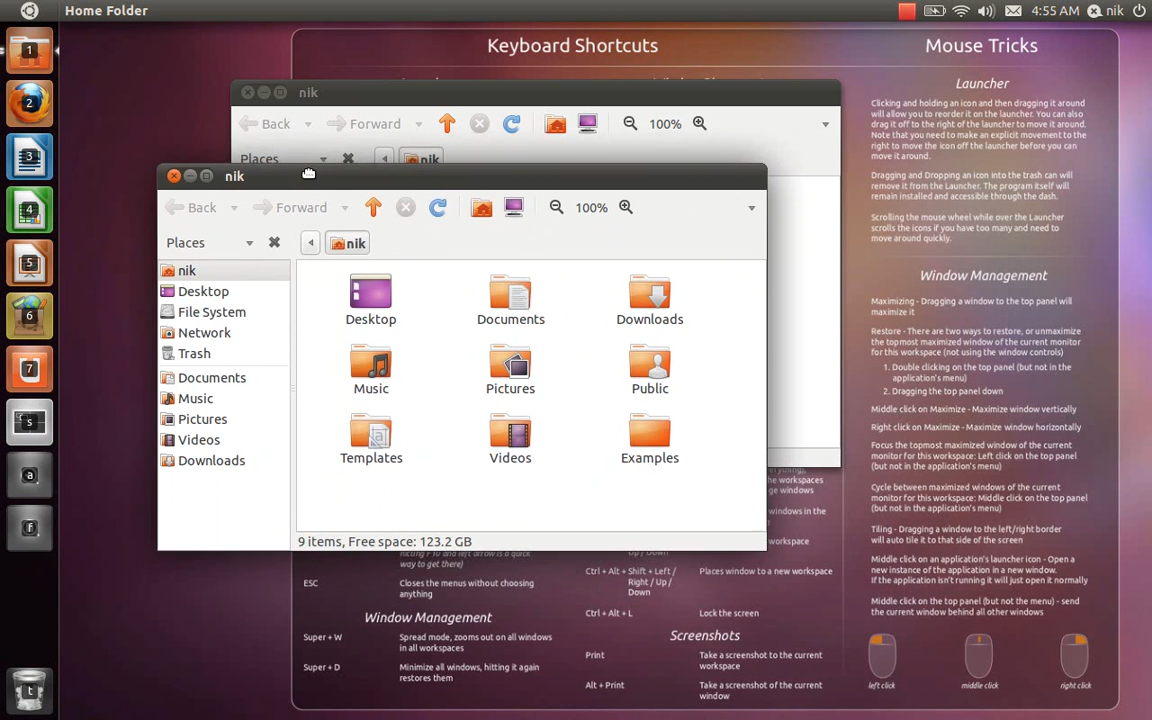 Home Folder
4:55 AM
nik
1
2
3
4
5
6
7
s
a
f
t
Keyboard Shortcuts
nik
Back
Forward
100%
Places
nik
nik
Back
Forward
100%
Places
nik
nik
Desktop
File System
Network
Trash
Documents
Music
Pictures
Videos
Downloads
Desktop
Documents
Downloads
Music
Pictures
Public
Templates
Videos
Examples
9 items, Free space: 123.2 GB
way to get there)
ESC
Closes the menus without choosing
anything
Window Management
Super + W
Spread mode, zooms out on all windows
in all workspaces
Super + D
Minimize all windows, hitting it again
restores them
Ctrl + Alt + Shift + Left /
Right / Up /
Down
Places window to a new workspace
Ctrl + Alt + L
Lock the screen
Screenshots
Print
Take a screenshot to the current
workspace
Alt + Print
Take a screenshot of the current
window
Mouse Tricks
Launcher
Clicking and holding an icon and then dragging it around
will allow you to reorder it on the launcher. You can also
drag it off to the right of the launcher to move it around.
Note that you need to make an explicit movement to the
right to move the icon off the launcher before you can
move it around.
Dragging and Dropping an icon into the trash can will
remove it from the Launcher. The program itself will
remain installed and accessible through the dash.
Scrolling the mouse wheel while over the Launcher
scrolls the icons if you have too many and need to
move around quickly.
Window Management
Maximizing - Dragging a window to the top panel will
maximize it
Restore - There are two ways to restore, or unmaximize
the topmost maximized window of the current monitor
for this workspace (not using the window controls)
1. Double clicking on the top panel (but not in the
application's menu)
2. Dragging the top panel down
Middle click on Maximize - Maximize window vertically
Right click on Maximize - Maximize window horizontally
Focus the topmost maximized window of the current
monitor for this workspace: Left click on the top panel
(but not in the application's menu)
Cycle between maximized windows of the current
monitor for this workspace: Middle click on the top panel
(but not in the application's menu)
Tiling - Dragging a window to the left/right border
will auto tile it to that side of the screen
Middle click on an application's launcher icon - Open a
new instance of the application in a new window.
If the application isn't running it will just open it normally
Middle click on the top panel (but not the menu) - send
the current window behind all other windows
left click
middle click
right click